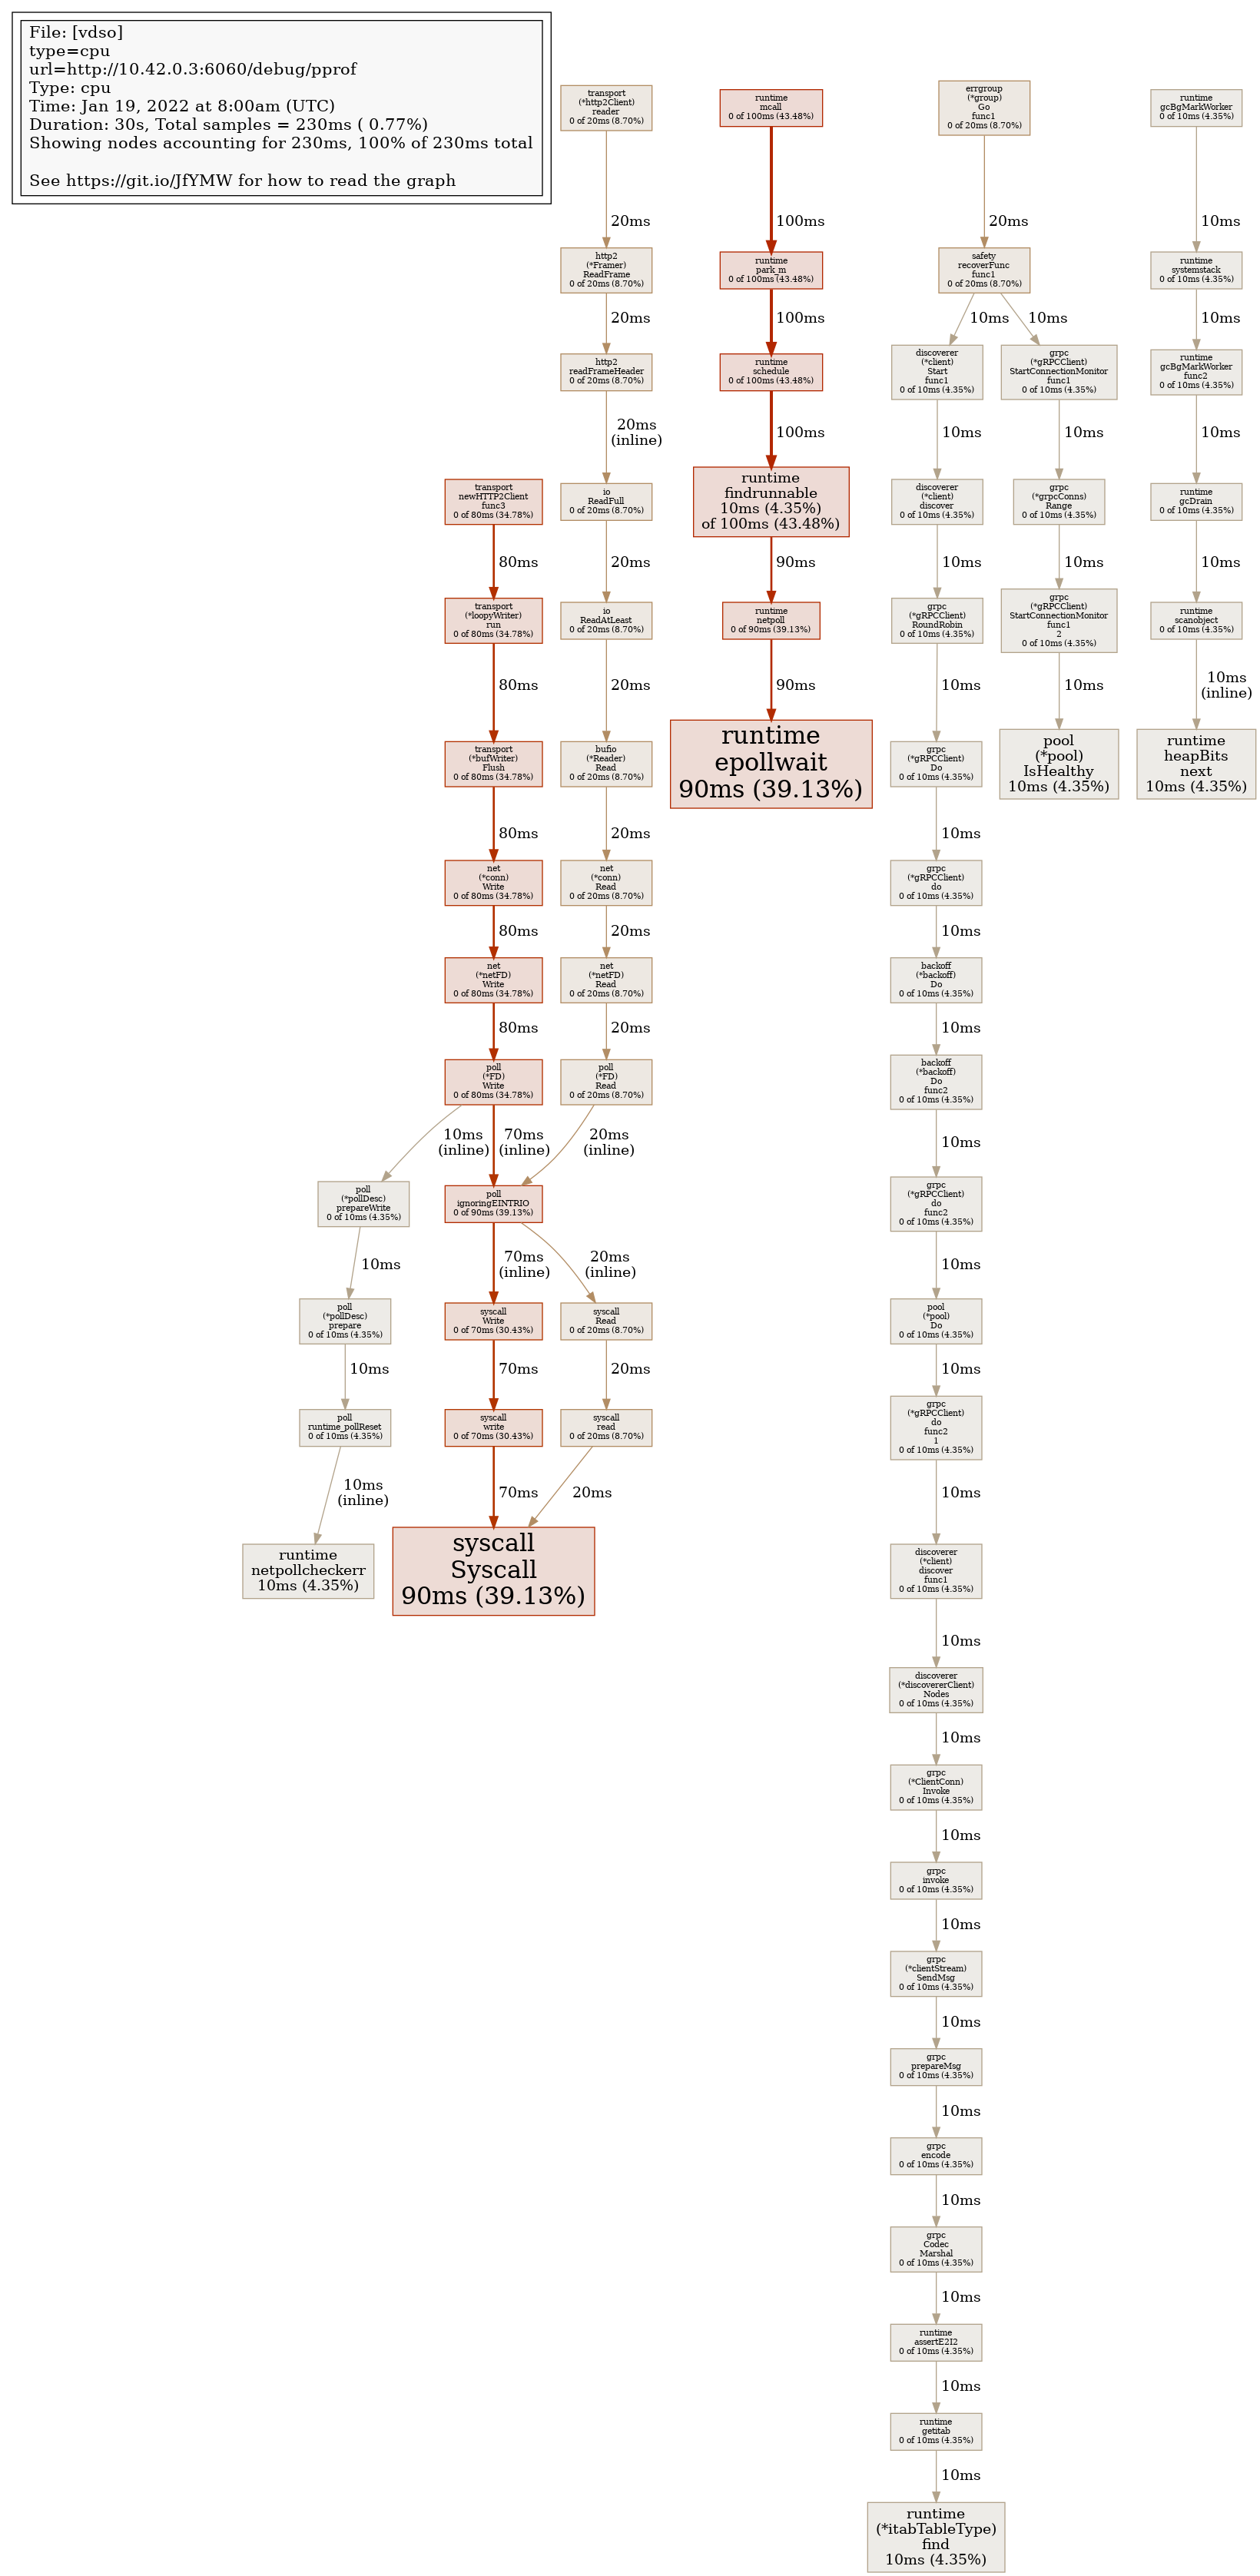 File: [vdso]
type=cpu
url=http://10.42.0.3:6060/debug/pprof
Type: cpu
Time: Jan 19, 2022 at 8:00am (UTC)
Duration: 30s, Total samples = 230ms ( 0.77%)
Showing nodes accounting for 230ms, 100% of 230ms total
See https://git.io/JfYMW for how to read the graph
transport
(*http2Client)
reader
0 of 20ms (8.70%)
20ms
http2
(*Framer)
ReadFrame
0 of 20ms (8.70%)
20ms
http2
readFrameHeader
0 of 20ms (8.70%)
20ms
(inline)
io
ReadFull
0 of 20ms (8.70%)
20ms
io
ReadAtLeast
0 of 20ms (8.70%)
20ms
bufio
(*Reader)
Read
0 of 20ms (8.70%)
20ms
net
(*conn)
Read
0 of 20ms (8.70%)
20ms
net
(*netFD)
Read
0 of 20ms (8.70%)
20ms
poll
(*FD)
Read
0 of 20ms (8.70%)
20ms
(inline)
transport
newHTTP2Client
func3
0 of 80ms (34.78%)
80ms
transport
(*loopyWriter)
run
0 of 80ms (34.78%)
80ms
transport
(*bufWriter)
Flush
0 of 80ms (34.78%)
80ms
net
(*conn)
Write
0 of 80ms (34.78%)
80ms
net
(*netFD)
Write
0 of 80ms (34.78%)
80ms
poll
(*FD)
Write
0 of 80ms (34.78%)
10ms
(inline)
70ms
(inline)
poll
(*pollDesc)
prepareWrite
0 of 10ms (4.35%)
10ms
poll
(*pollDesc)
prepare
0 of 10ms (4.35%)
10ms
poll
runtime_pollReset
0 of 10ms (4.35%)
10ms
(inline)
runtime
netpollcheckerr
10ms (4.35%)
poll
ignoringEINTRIO
0 of 90ms (39.13%)
70ms
(inline)
20ms
(inline)
syscall
Write
0 of 70ms (30.43%)
70ms
syscall
write
0 of 70ms (30.43%)
70ms
syscall
Read
0 of 20ms (8.70%)
20ms
syscall
read
0 of 20ms (8.70%)
20ms
syscall
Syscall
90ms (39.13%)
runtime
mcall
0 of 100ms (43.48%)
100ms
runtime
park_m
0 of 100ms (43.48%)
100ms
runtime
schedule
0 of 100ms (43.48%)
100ms
runtime
findrunnable
10ms (4.35%)
of 100ms (43.48%)
90ms
runtime
netpoll
0 of 90ms (39.13%)
90ms
runtime
epollwait
90ms (39.13%)
errgroup
(*group)
Go
func1
0 of 20ms (8.70%)
20ms
safety
recoverFunc
func1
0 of 20ms (8.70%)
10ms
10ms
discoverer
(*client)
Start
func1
0 of 10ms (4.35%)
10ms
discoverer
(*client)
discover
0 of 10ms (4.35%)
10ms
grpc
(*gRPCClient)
RoundRobin
0 of 10ms (4.35%)
10ms
grpc
(*gRPCClient)
Do
0 of 10ms (4.35%)
10ms
grpc
(*gRPCClient)
do
0 of 10ms (4.35%)
10ms
backoff
(*backoff)
Do
0 of 10ms (4.35%)
10ms
backoff
(*backoff)
Do
func2
0 of 10ms (4.35%)
10ms
grpc
(*gRPCClient)
do
func2
0 of 10ms (4.35%)
10ms
pool
(*pool)
Do
0 of 10ms (4.35%)
10ms
grpc
(*gRPCClient)
do
func2
1
0 of 10ms (4.35%)
10ms
discoverer
(*client)
discover
func1
0 of 10ms (4.35%)
10ms
discoverer
(*discovererClient)
Nodes
0 of 10ms (4.35%)
10ms
grpc
(*ClientConn)
Invoke
0 of 10ms (4.35%)
10ms
grpc
invoke
0 of 10ms (4.35%)
10ms
grpc
(*clientStream)
SendMsg
0 of 10ms (4.35%)
10ms
grpc
prepareMsg
0 of 10ms (4.35%)
10ms
grpc
encode
0 of 10ms (4.35%)
10ms
grpc
Codec
Marshal
0 of 10ms (4.35%)
10ms
runtime
assertE2I2
0 of 10ms (4.35%)
10ms
runtime
getitab
0 of 10ms (4.35%)
10ms
runtime
(*itabTableType)
find
10ms (4.35%)
grpc
(*gRPCClient)
StartConnectionMonitor
func1
0 of 10ms (4.35%)
10ms
grpc
(*grpcConns)
Range
0 of 10ms (4.35%)
10ms
grpc
(*gRPCClient)
StartConnectionMonitor
func1
2
0 of 10ms (4.35%)
10ms
pool
(*pool)
IsHealthy
10ms (4.35%)
runtime
gcBgMarkWorker
0 of 10ms (4.35%)
10ms
runtime
systemstack
0 of 10ms (4.35%)
10ms
runtime
gcBgMarkWorker
func2
0 of 10ms (4.35%)
10ms
runtime
gcDrain
0 of 10ms (4.35%)
10ms
runtime
scanobject
0 of 10ms (4.35%)
10ms
(inline)
runtime
heapBits
next
10ms (4.35%)